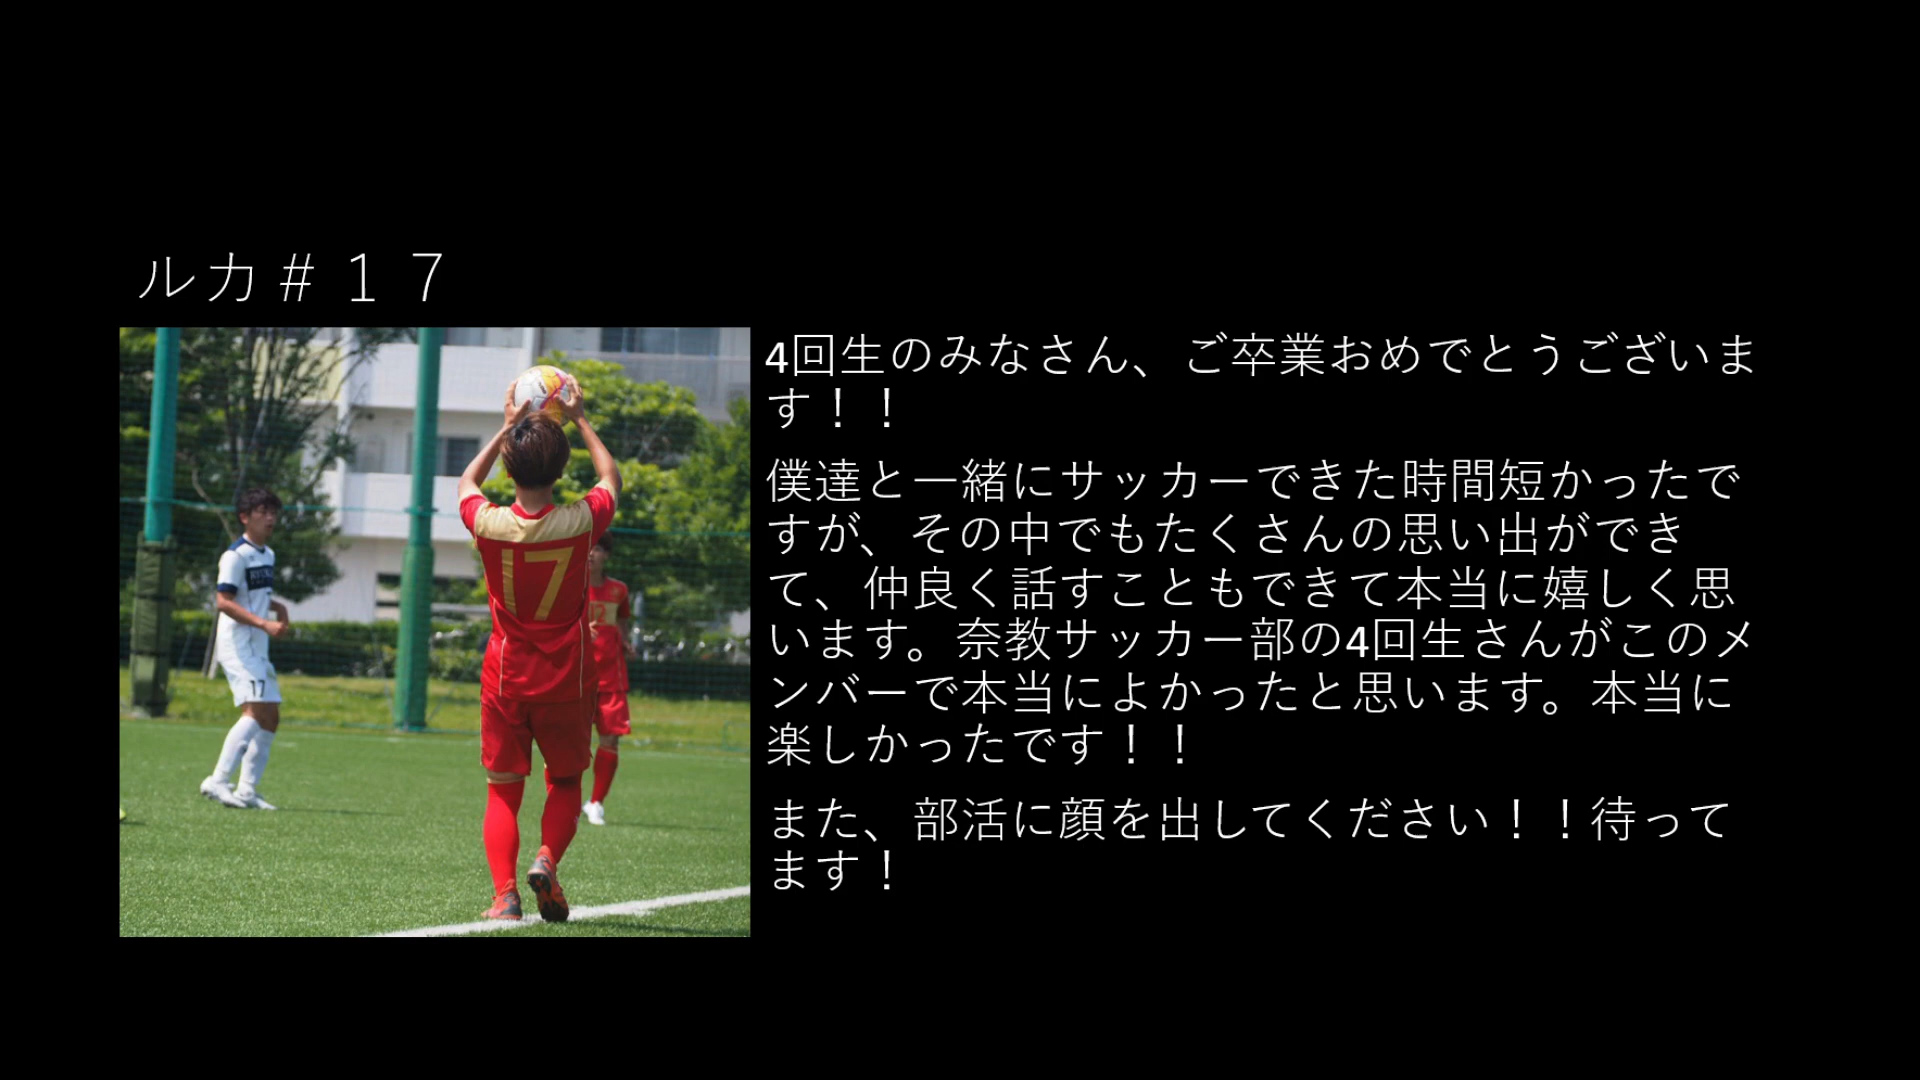 ルカ＃１７
4回生のみなさん、ご卒業おめでとうございま
す！！
僕達と一緒にサッカーできた時間短かったで
すが、その中でもたくさんの思い出ができ
て、仲良く話すこともできて本当に嬉しく思
います。奈教サッカー部の4回生さんがこのメ
ンバーで本当によかったと思います。本当に
楽しかったです！！
また、部活に顔を出してください！！待って
ます！
17
17